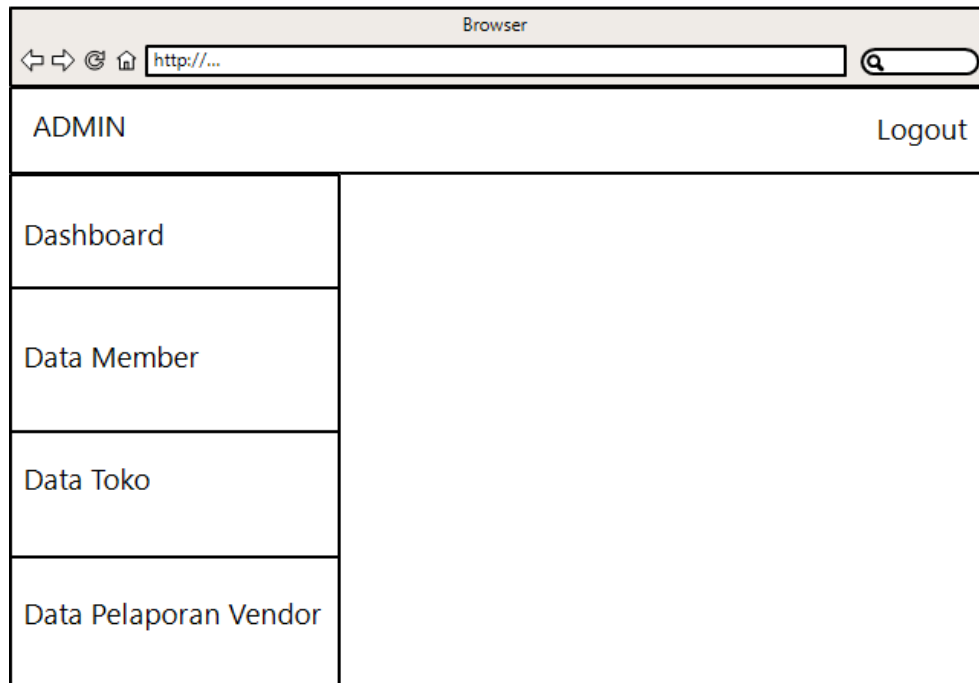 Browser
http://...
ADMIN
Logout
Dashboard
Data Member
Data Toko
Data Pelaporan Vendor